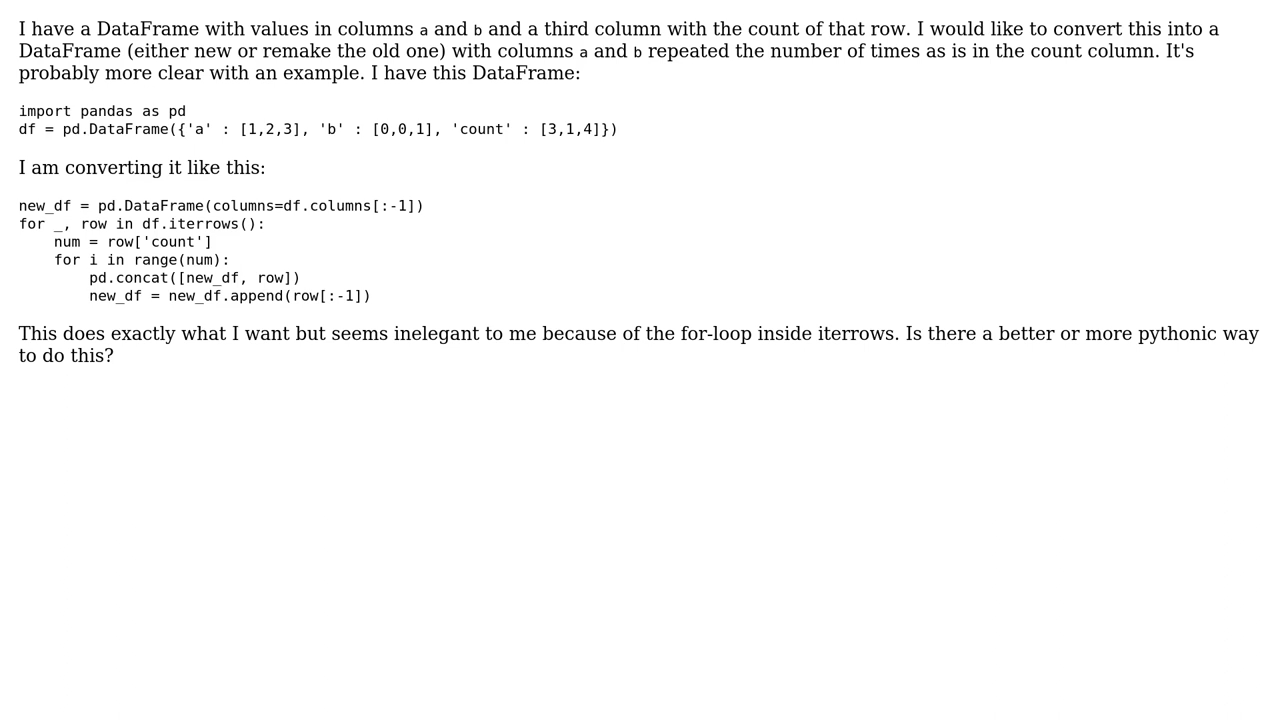 I have a DataFrame with values in columns a and b and a third column with the count of that row. I would like to convert this into a
DataFrame (either new or remake the old one) with columns a and b repeated the number of times as is in the count column. It's
probably more clear with an example. I have this DataFrame:
import pandas as pd
df = pd.DataFrame({'a' : [1,2,3], 'b' : [0,0,1], 'count' : [3,1,4]})
I am converting it like this:
new_df = pd.DataFrame(columns=df.columns[:-1])
for _, row in df.iterrows():
    num = row['count']
    for i in range(num):
        pd.concat([new_df, row])
        new_df = new_df.append(row[:-1])
This does exactly what I want but seems inelegant to me because of the for-loop inside iterrows. Is there a better or more pythonic way
to do this?